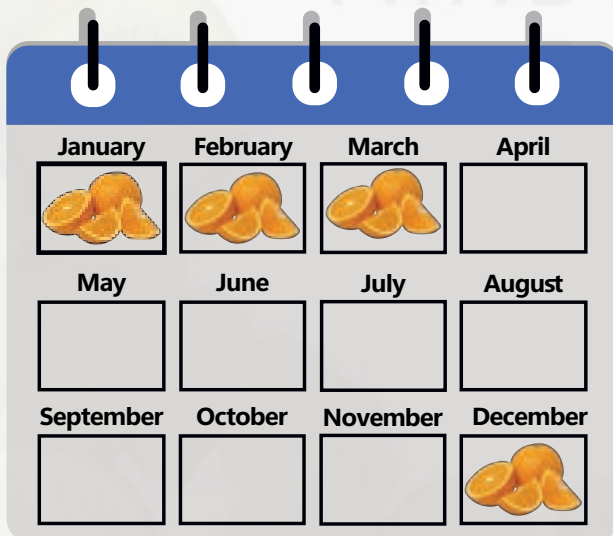 January February March April
May June July August
September October November December